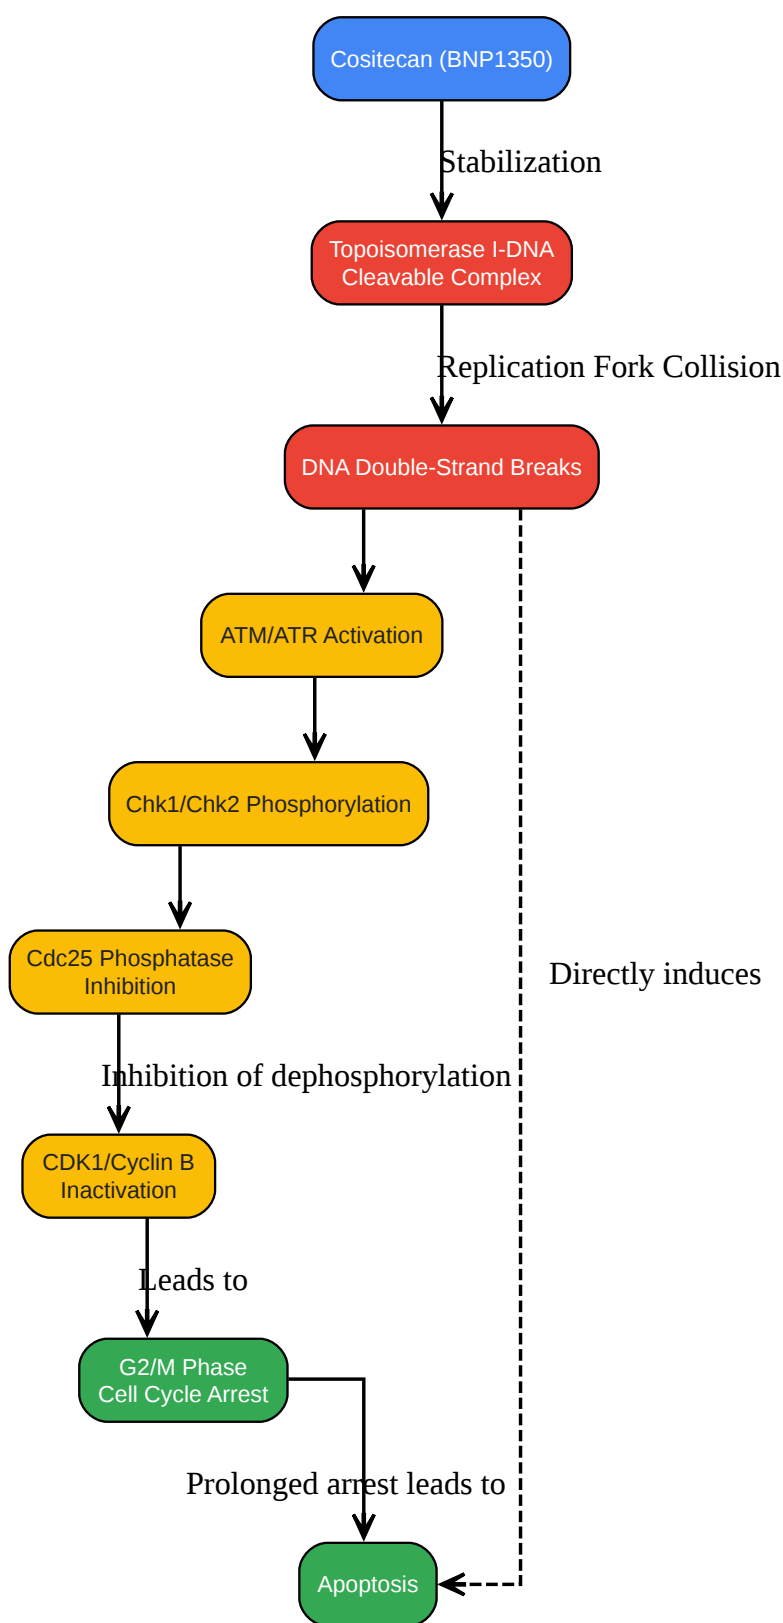 Cositecan (BNP1350)
Stabilization
Topoisomerase I-DNA
Cleavable Complex
Replication Fork Collision
DNA Double-Strand Breaks
ATM/ATR Activation
Chk1/Chk2 Phosphorylation
Cdc25 Phosphatase
Inhibition
Directly induces
Inhibition of dephosphorylation
CDK1/Cyclin B
Inactivation
Leads to
G2/M Phase
Cell Cycle Arrest
Prolonged arrest leads to
Apoptosis